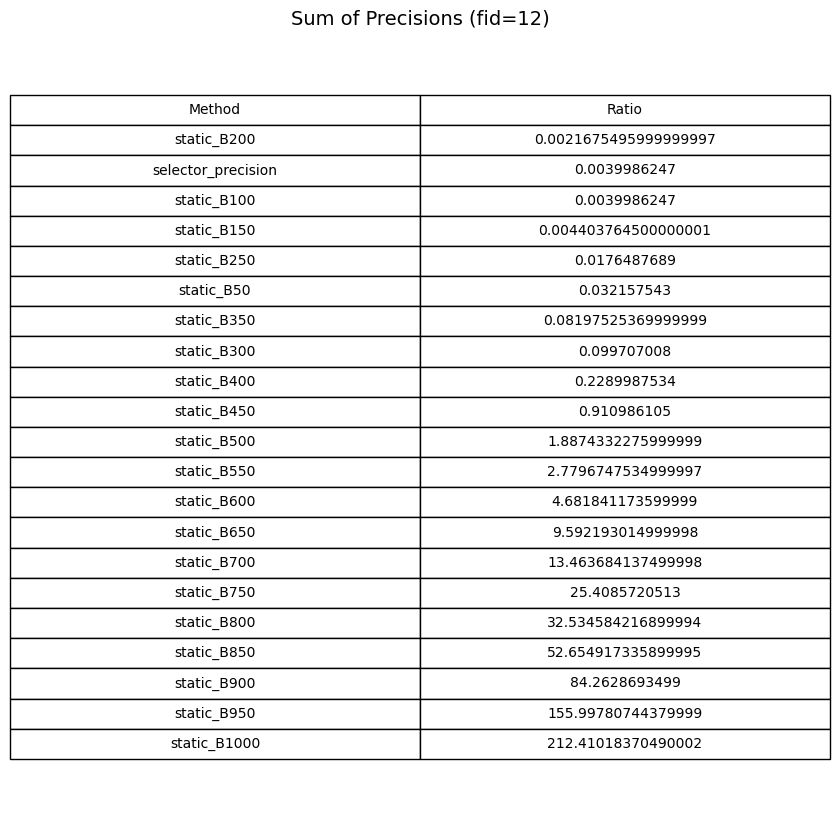 Sum of Precisions (fid=12)
Method Ratio
static_B200 0.0021675495999999997
selector_precision 0.0039986247
static_B100 0.0039986247
static_B150 0.004403764500000001
static_B250 0.0176487689
static_B50 0.032157543
static_B350 0.08197525369999999
static_B300 0.099707008
static_B400 0.2289987534
static_B450 0.910986105
static_B500 1.8874332275999999
static_B550 2.7796747534999997
static_B600 4.681841173599999
static_B650 9.592193014999998
static_B700 13.463684137499998
static_B750 25.4085720513
static_B800 32.534584216899994
static_B850 52.654917335899995
static_B900 84.2628693499
static_B950 155.99780744379999
static_B1000 212.41018370490002